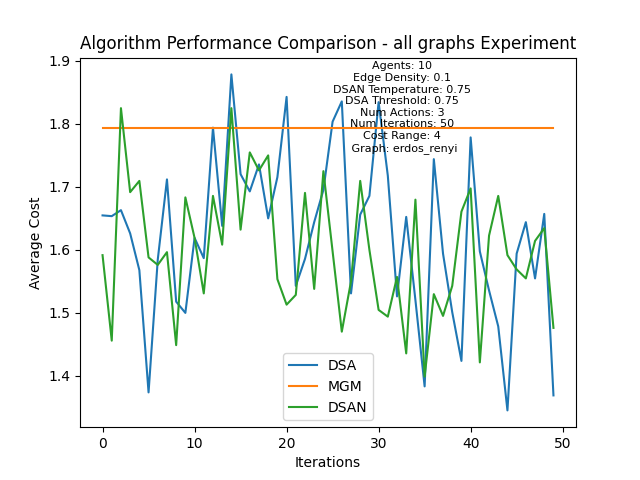 Algorithm Performance Comparison - all graphs Experiment
Agents: 10
Edge Density: 0.1
DSAN Temperature: 0.75
DSA Threshold: 0.75
Num Actions: 3
Num Iterations: 50
Cost Range: 4
Graph: erdos_renyi
1.9
1.8
1.7
1.6
1.5
1.4
Average Cost
DSA
MGM
DSAN
0 10 20 30 40 50
Iterations